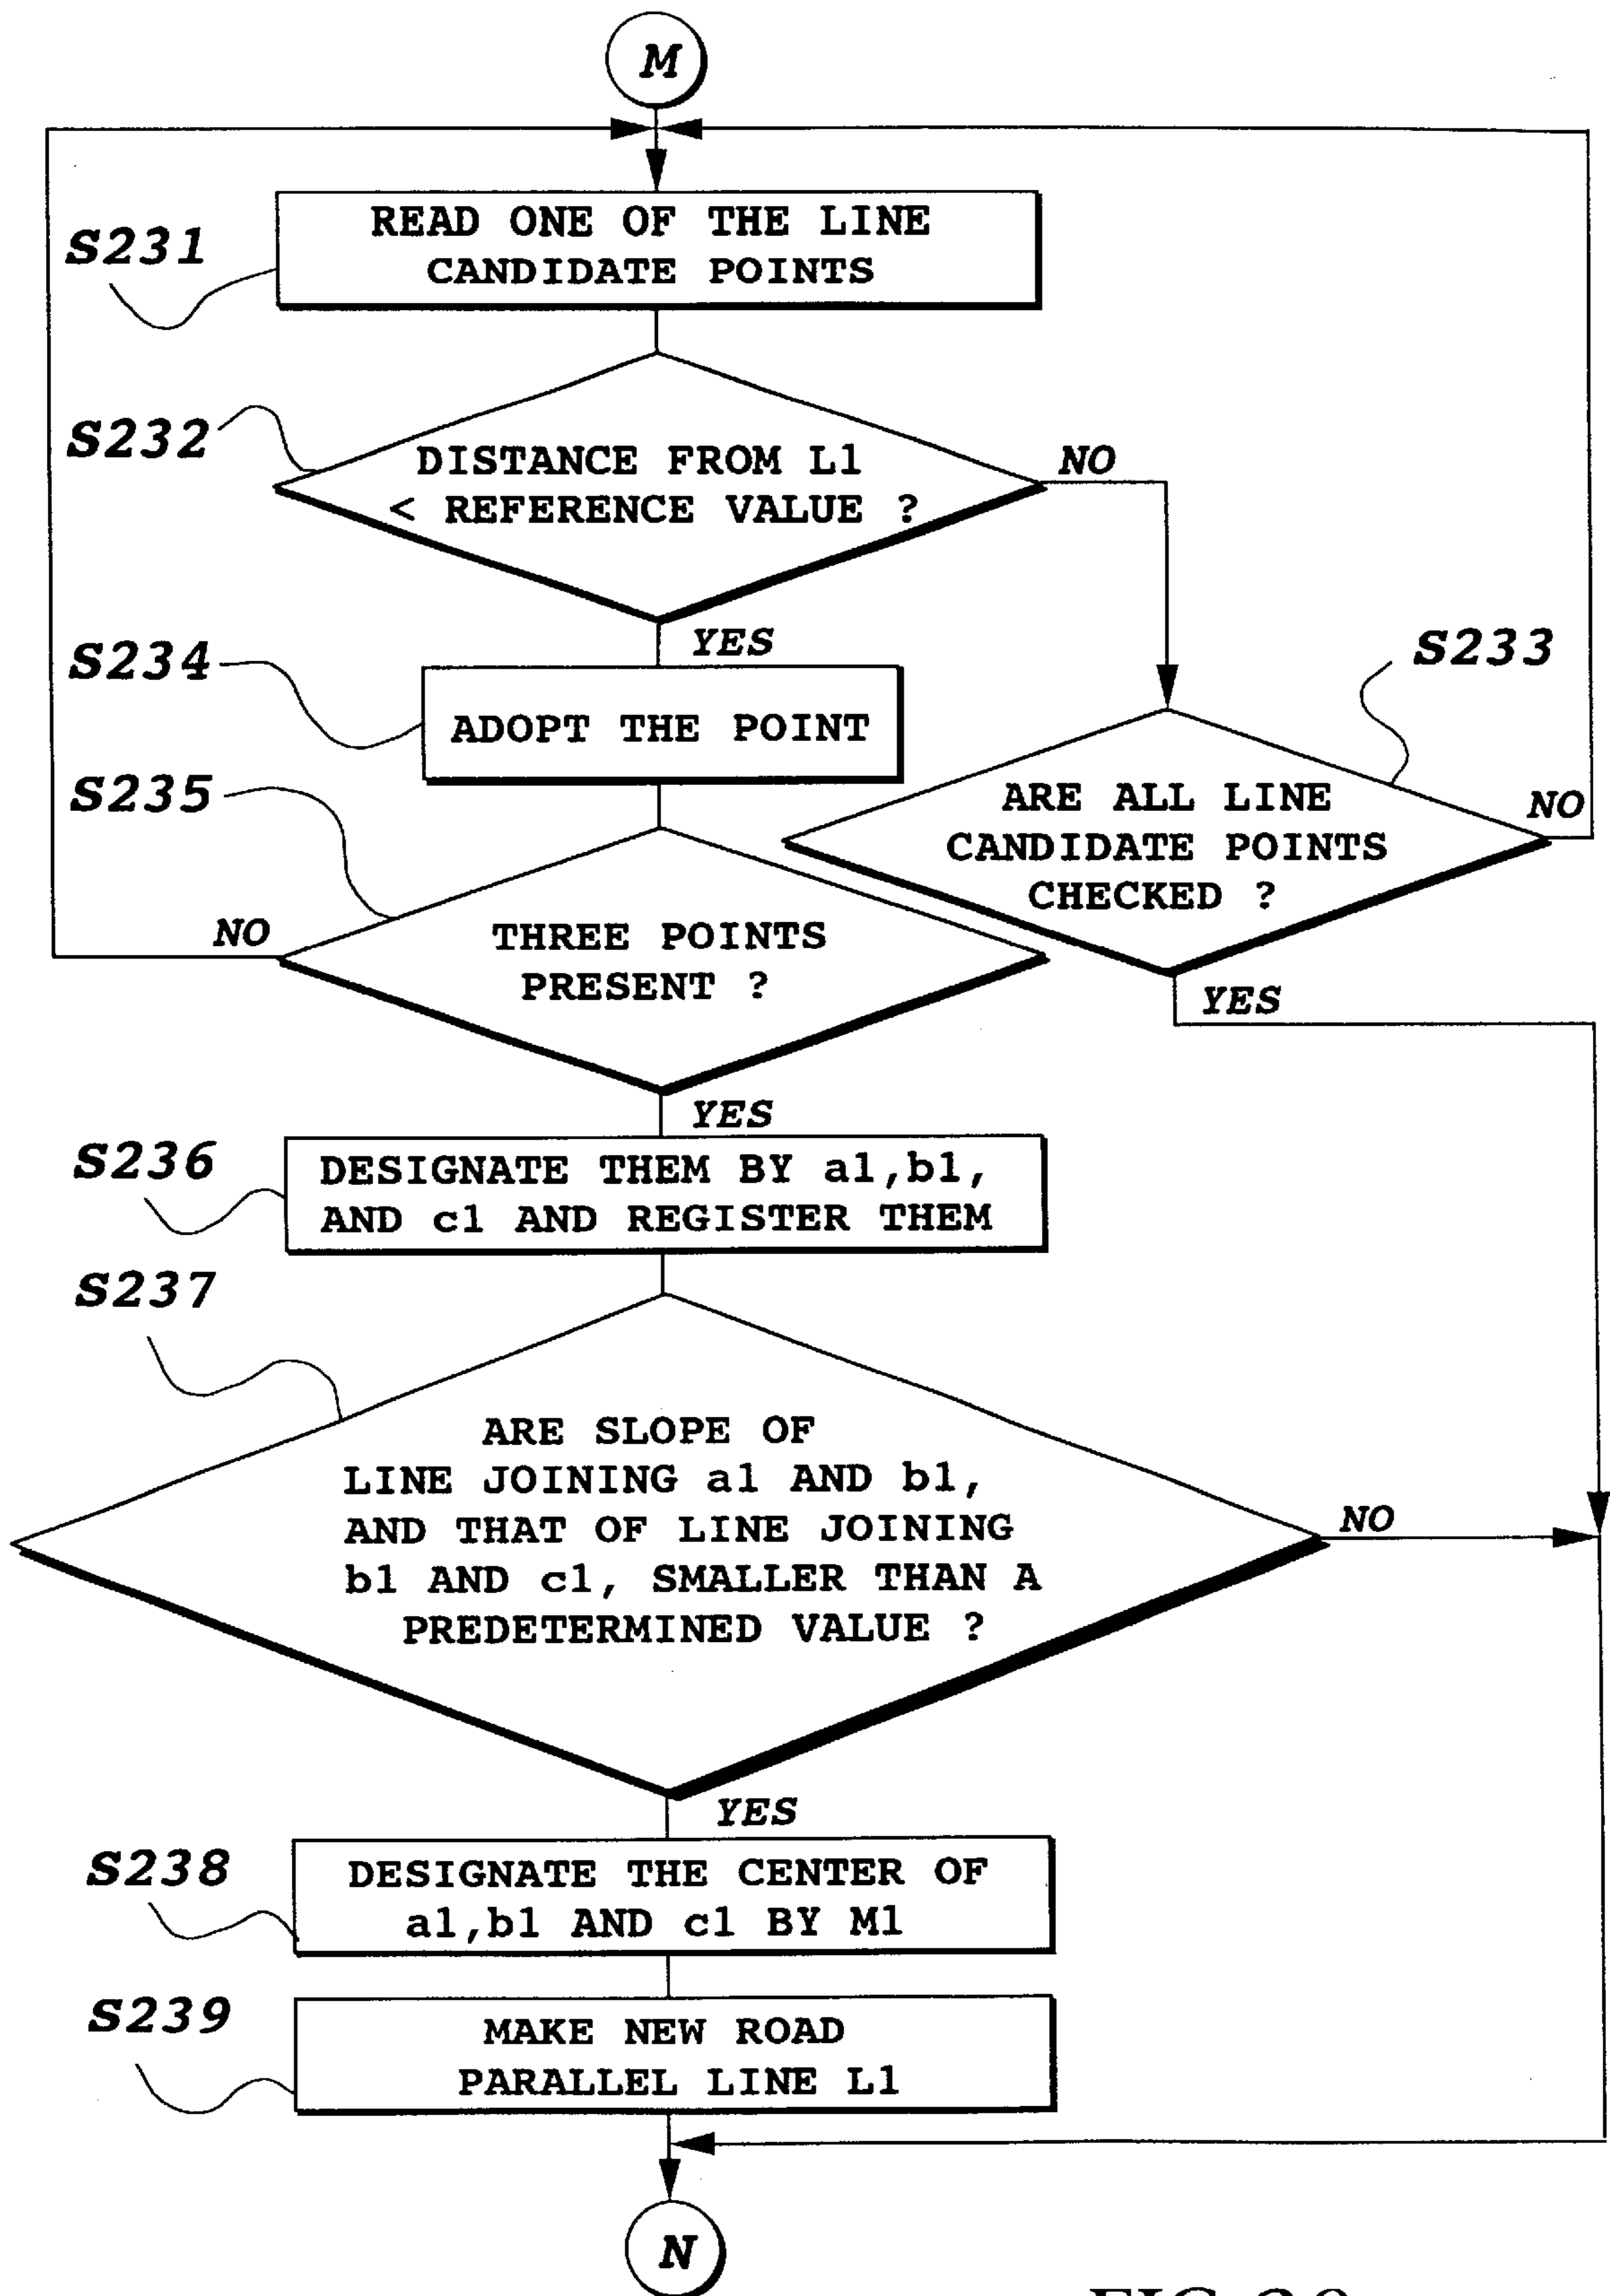 M
S231
READ ONE OF THE LINE
CANDIDATE POINTS
S232
DISTANCE FROM L1
< REFERENCE VALUE ?
NO
YES
S234
ADOPT THE POINT
S233
ARE ALL LINE
CANDIDATE POINTS
CHECKED ?
NO
YES
S235
THREE POINTS
PRESENT ?
NO
YES
S236
DESIGNATE THEM BY a1,b1,
AND c1 AND REGISTER THEM
S237
ARE SLOPE OF
LINE JOINING a1 AND b1,
AND THAT OF LINE JOINING
b1 AND c1, SMALLER THAN A
PREDETERMINED VALUE ?
NO
YES
S238
DESIGNATE THE CENTER OF
a1,b1 AND c1 BY M1
S239
MAKE NEW ROAD
PARALLEL LINE L1
N